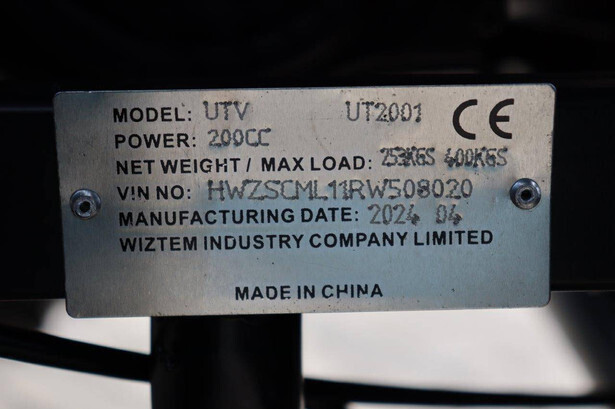 MODEL: UTV UT2001 CE
POWER: 200CC
NET WEIGHT / MAX LOAD: 253KGS 400KGS
VIN NO: HWZSCML11RW508020
MANUFACTURING DATE: 2024 04
WIZTEM INDUSTRY COMPANY LIMITED
MADE IN CHINA